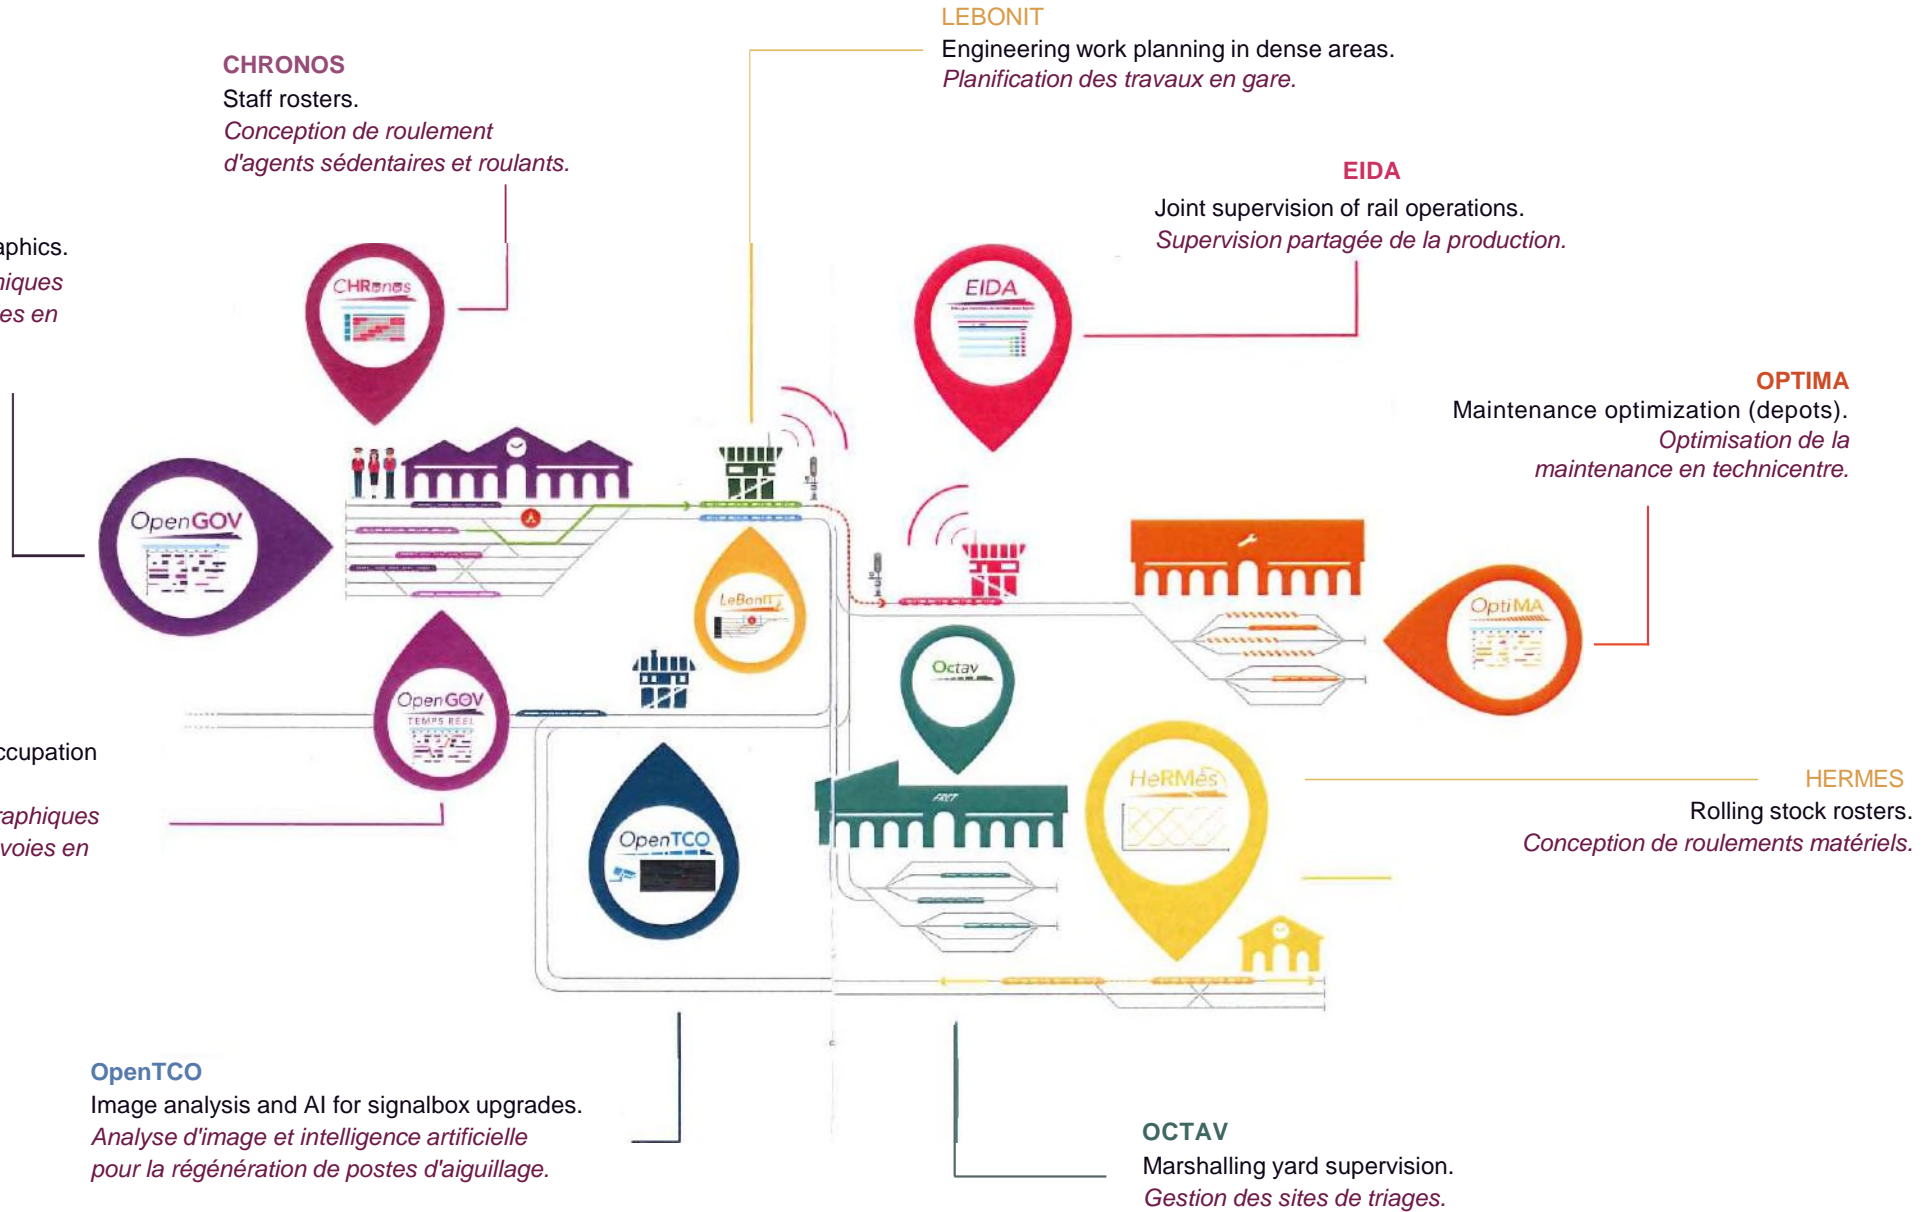 LEBONIT
Engineering work planning in dense areas.
Planification des travaux en gare.
CHRONOS
Staff rosters.
Conception de roulement
d'agents sédentaires et roulants.
EIDA
Joint supervision of rail operations.
Supervision partagée de la production.
aphics.
niques
es en
CHRonos
EIDA
OPTIMA
Maintenance optimization (depots).
Optimisation de la
maintenance en technicentre.
OpenGOV
LeBonIT
OptiMA
Octav
OpenGOV
TEMPS RÉEL
ccupation
raphiques
voies en
HeRMès
HERMES
Rolling stock rosters.
Conception de roulements matériels.
FRET
OpenTCO
OpenTCO
Image analysis and AI for signalbox upgrades.
Analyse d'image et intelligence artificielle
pour la régénération de postes d'aiguillage.
OCTAV
Marshalling yard supervision.
Gestion des sites de triages.